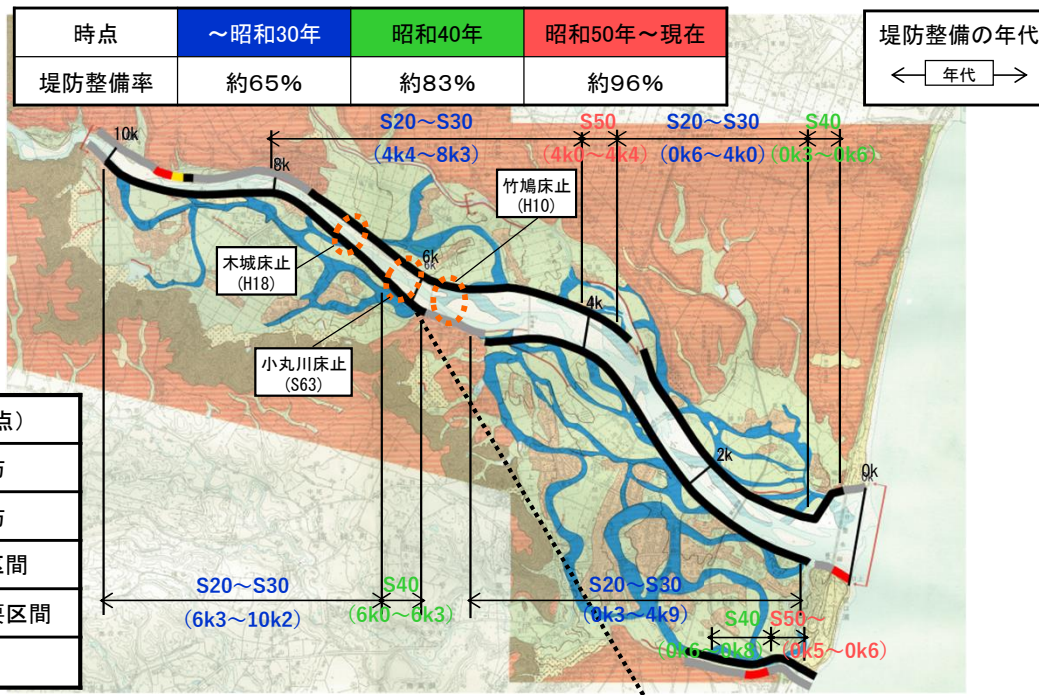 時点 ～昭和30年 昭和40年 昭和50年～現在
堤防整備率 約65% 約83% 約96%
堤防整備の年代
年代
S20～S30 S50 S20～S30 S40
(4k4～8k3) (4k0～4k4) (0k6～4k0) (0k3～0k6)
10k
8k
竹鳩床止
(H10)
木城床止
(H18)
6k
6k
4k
小丸川床止
(S63)
点）
防
防
区間
要区間
2k
0k
S20～S30 S40 S20～S30
(6k3～10k2) (6k0～6k3) (0k3～4k9)
S40 S50～
(0k6～0k8) (0k5～0k6)